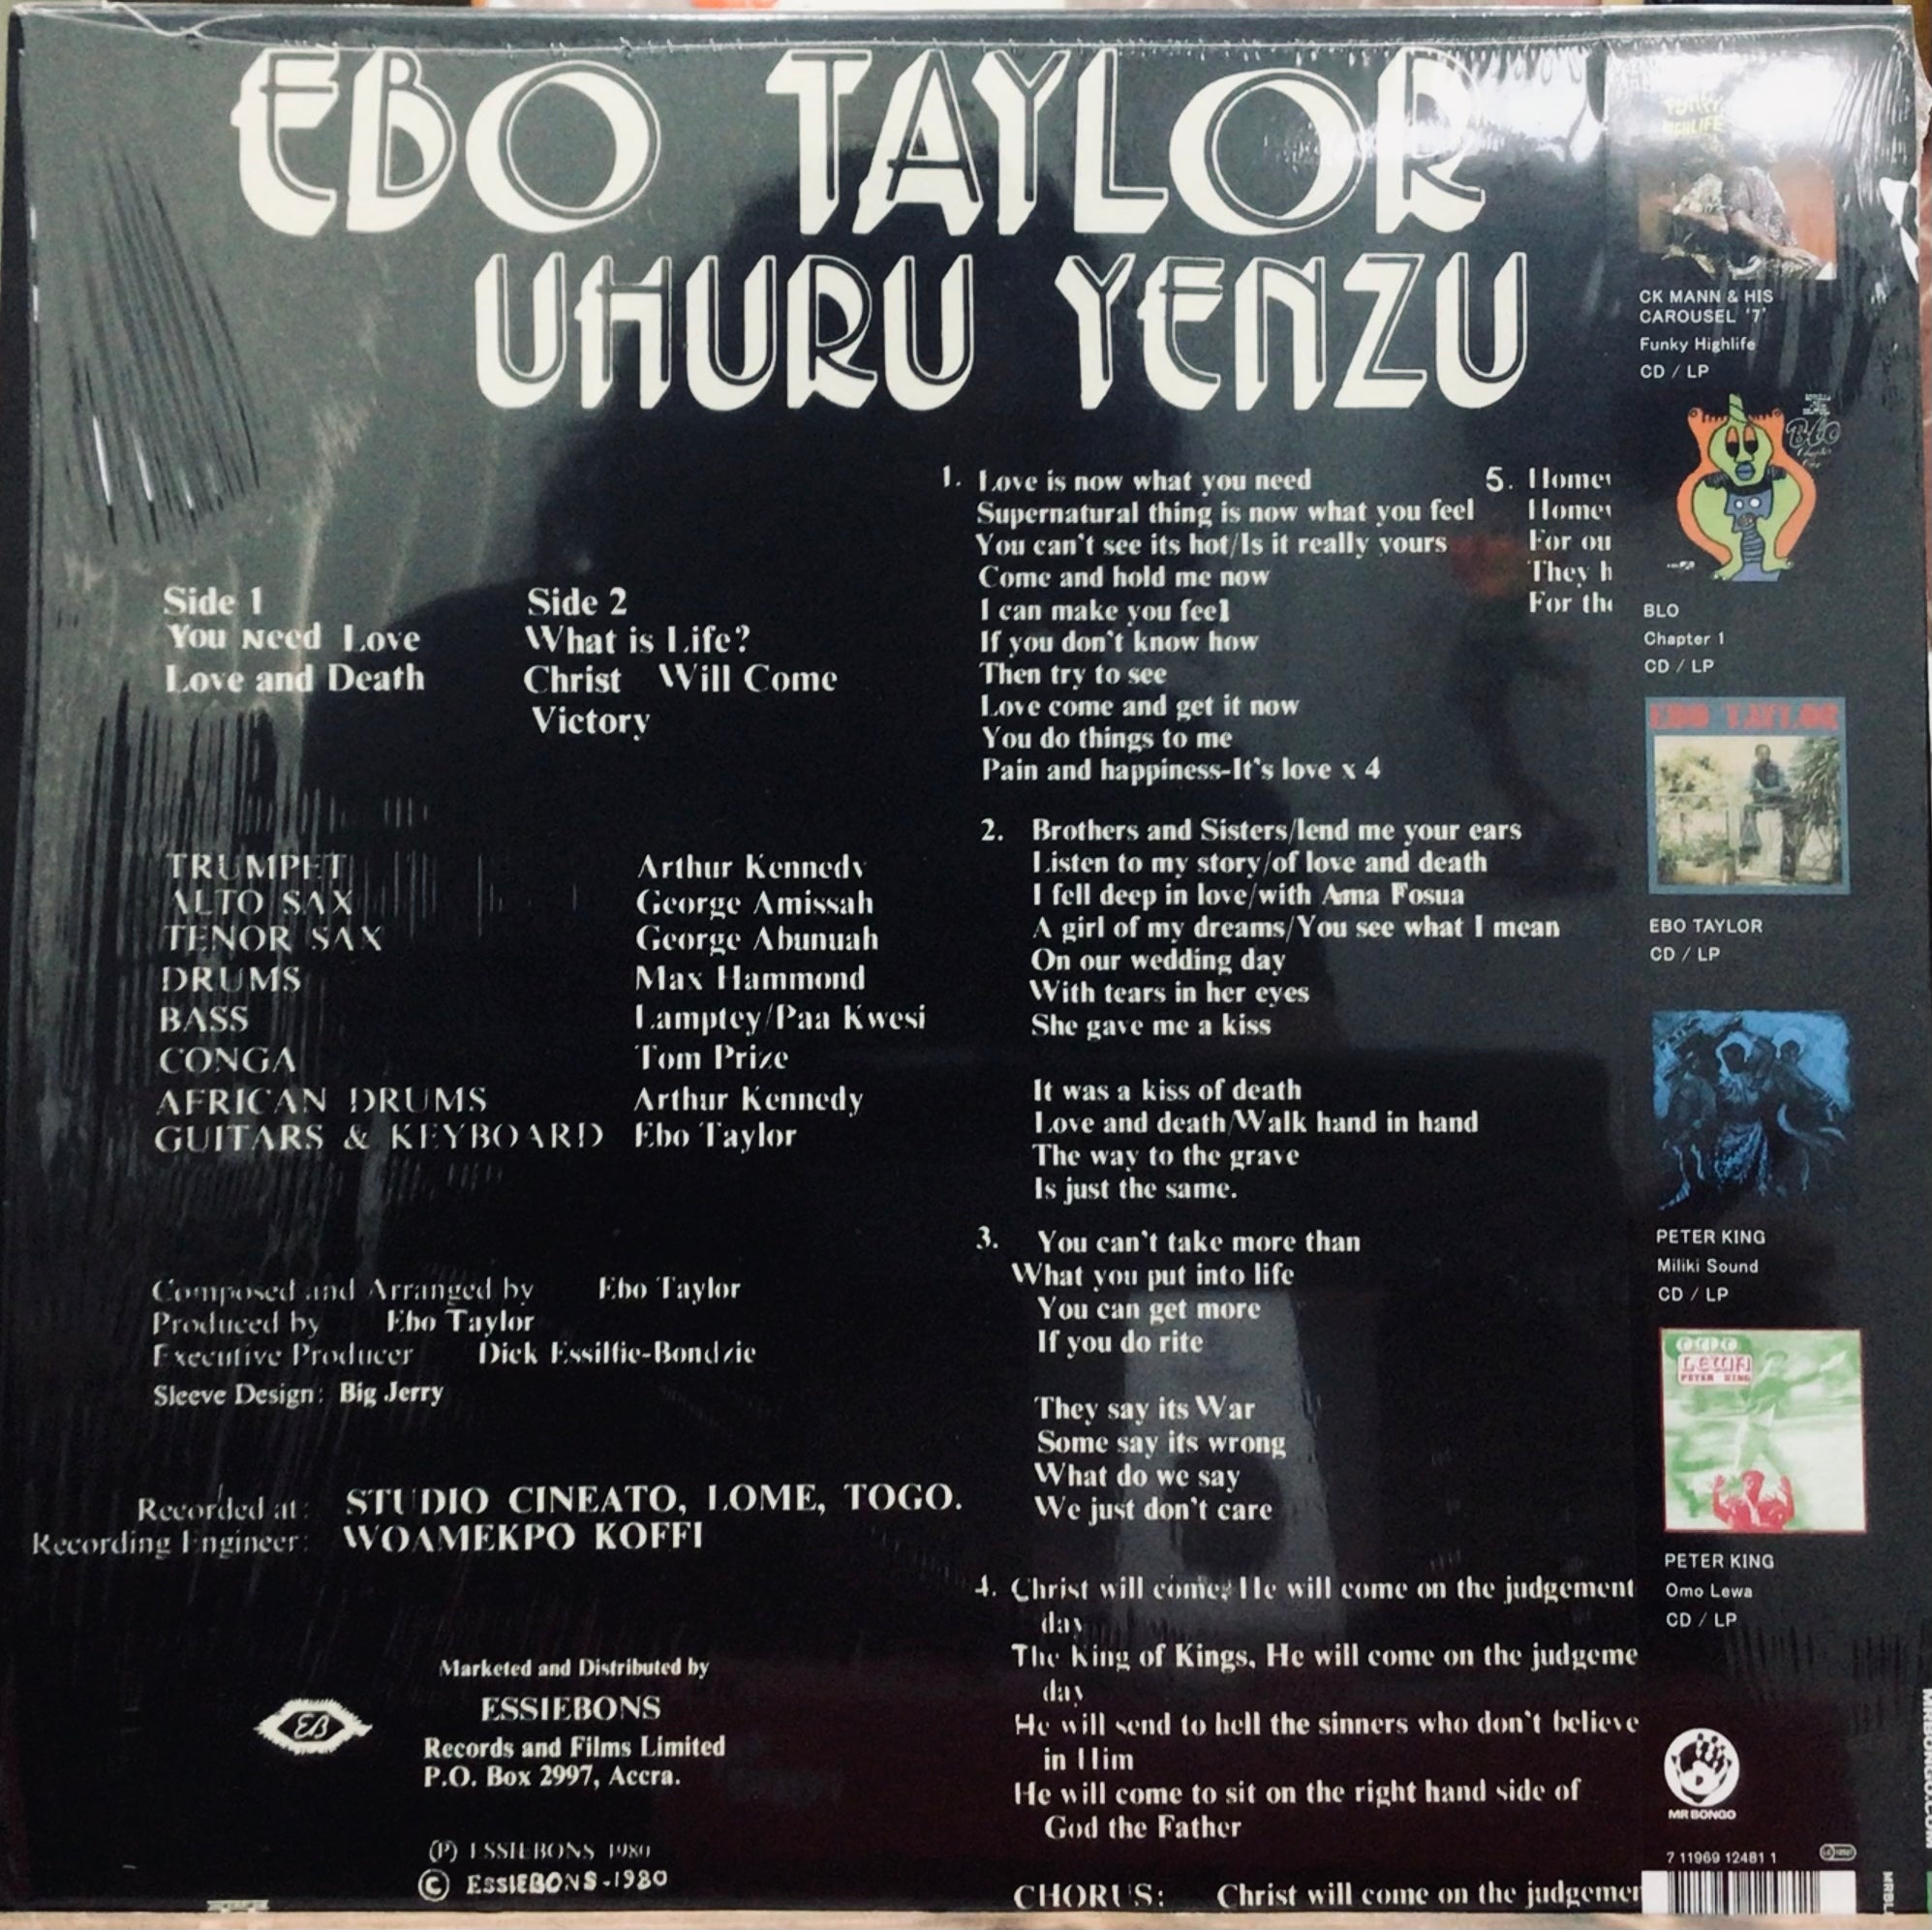 EBO TAYLOR
UHURU YENZU
Side 1
You Need Love
Love and Death
Side 2
What is Life?
Christ Will Come
Victory
TRUMPET Arthur Kennedy
ALTO SAX George Amissah
TENOR SAX George Abunuah
DRUMS Max Hammond
BASS Lamptey/Paa Kwesi
CONGA Tom Prize
AFRICAN DRUMS Arthur Kennedy
GUITARS & KEYBOARD Ebo Taylor
Composed and Arranged by Ebo Taylor
Produced by Ebo Taylor
Executive Producer Dick Essilfie-Bondzie
Sleeve Design: Big Jerry
Recorded at: STUDIO CINEATO, LOME, TOGO.
Recording Engineer: WOAMEKPO KOFFI
Marketed and Distributed by
EB
ESSIEBONS
Records and Films Limited
P.O. Box 2997, Accra.
(P) ESSIEBONS 1980
© ESSIEBONS-1980
1. Love is now what you need
Supernatural thing is now what you feel
You can't see its hot/Is it really yours
Come and hold me now
I can make you feel
If you don't know how
Then try to see
Love come and get it now
You do things to me
Pain and happiness-It's love x 4
2. Brothers and Sisters/lend me your ears
Listen to my story/of love and death
I fell deep in love/with Ama Fosua
A girl of my dreams/You see what I mean
On our wedding day
With tears in her eyes
She gave me a kiss
It was a kiss of death
Love and death/Walk hand in hand
The way to the grave
Is just the same.
3. You can't take more than
What you put into life
You can get more
If you do rite
They say its War
Some say its wrong
What do we say
We just don't care
4. Christ will come, He will come on the judgement
day
The King of Kings, He will come on the judgeme
day
He will send to hell the sinners who don't believe
in Him
He will come to sit on the right hand side of
God the Father
CHORUS: Christ will come on the judgemen
5. Home
Home
For ou
They h
For the
FUNKY
HIGHLIFE
CK MANN & HIS
CAROUSEL '7'
Funky Highlife
CD / LP
Blo
BLO
Chapter 1
CD / LP
EBO TAYLOR
EBO TAYLOR
CD / LP
PETER KING
Miliki Sound
CD / LP
OMO
LEWA
PETER KING
PETER KING
Omo Lewa
CD / LP
MR BONGO
7 11969 12481 1